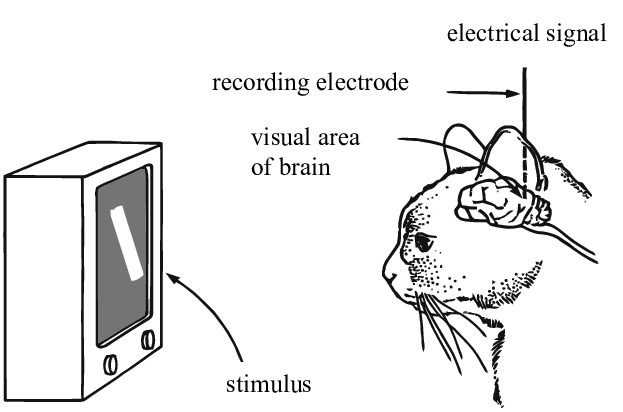 electrical signal
recording electrode
visual area
of brain
stimulus